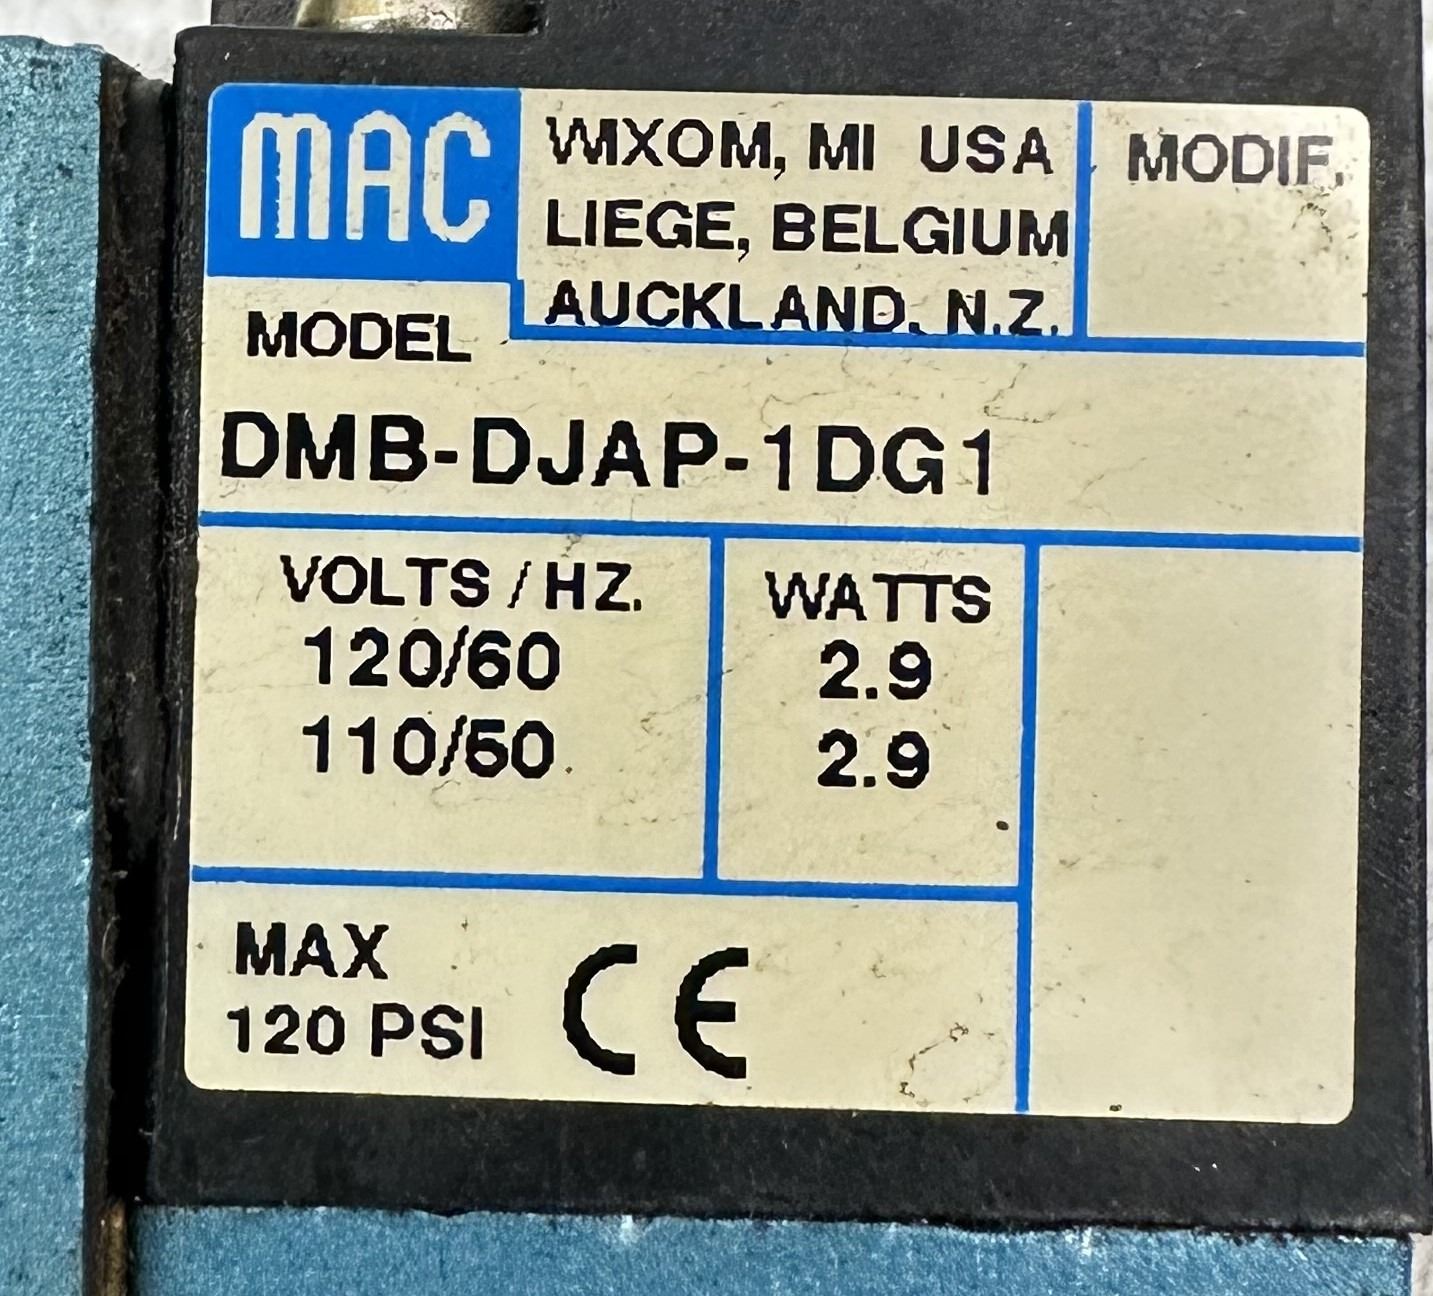 MAC
WIXOM, MI USA
LIEGE, BELGIUM
AUCKLAND, N.Z.
MODIF.
MODEL
DMB-DJAP-1DG1
VOLTS / HZ.
120/60
110/50
WATTS
2.9
2.9
MAX
120 PSI
CE